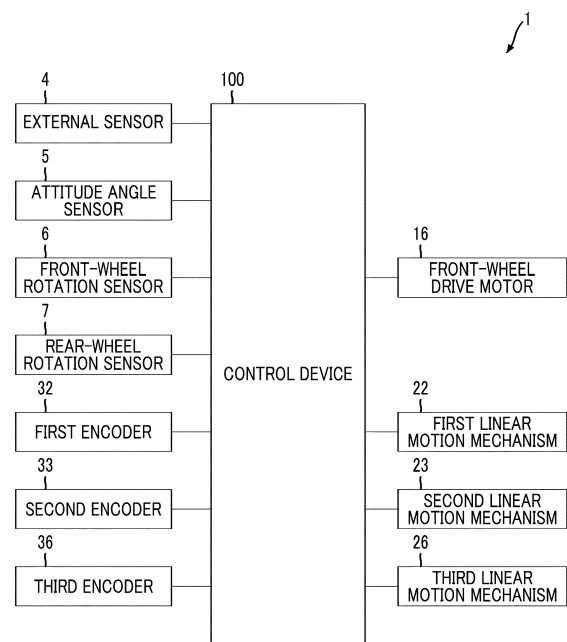 1
4
100
EXTERNAL SENSOR
5
ATTITUDE ANGLE
SENSOR
6
16
FRONT-WHEEL
ROTATION SENSOR
FRONT-WHEEL
DRIVE MOTOR
7
REAR-WHEEL
ROTATION SENSOR
CONTROL DEVICE
32
22
FIRST ENCODER
FIRST LINEAR
MOTION MECHANISM
33
23
SECOND ENCODER
SECOND LINEAR
MOTION MECHANISM
36
26
THIRD ENCODER
THIRD LINEAR
MOTION MECHANISM